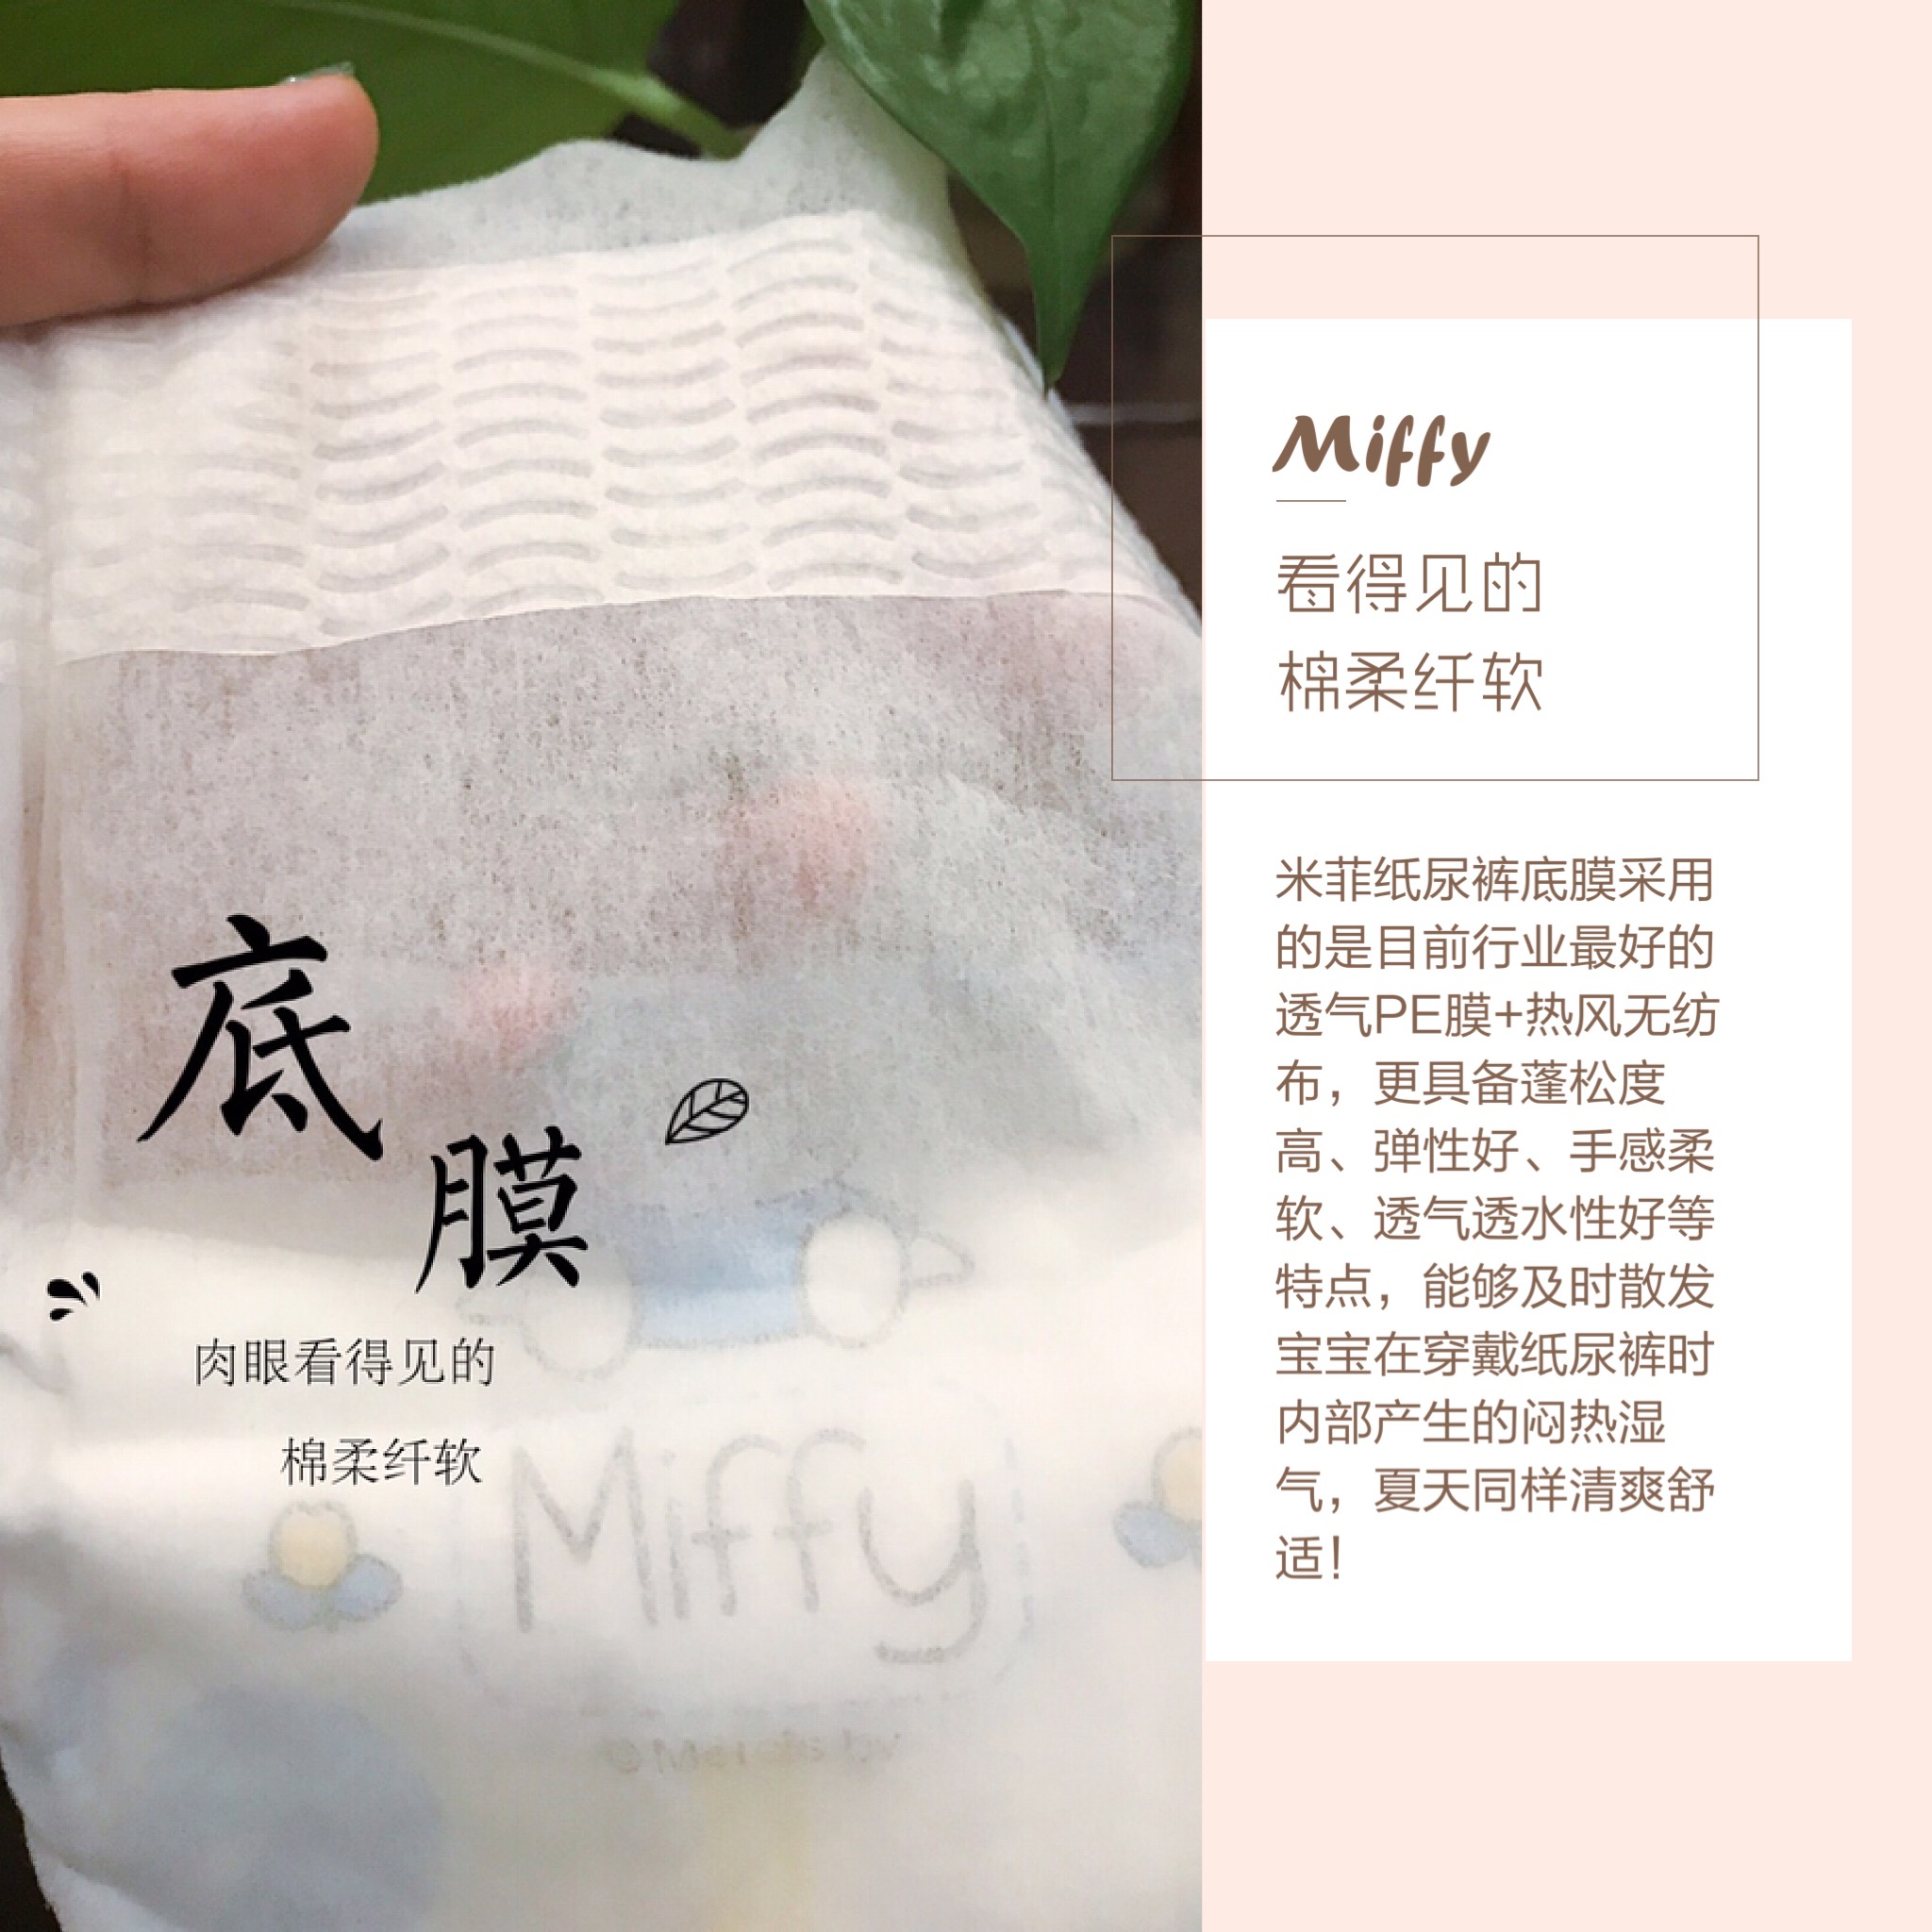 底
膜
肉眼看得见的
棉柔纤软
Miffy
Miffy
看得见的
棉柔纤软
米菲纸尿裤底膜采用
的是目前行业最好的
透气PE膜+热风无纺
布，更具备蓬松度
高、弹性好、手感柔
软、透气透水性好等
特点，能够及时散发
宝宝在穿戴纸尿裤时
内部产生的闷热湿
气，夏天同样清爽舒
适！